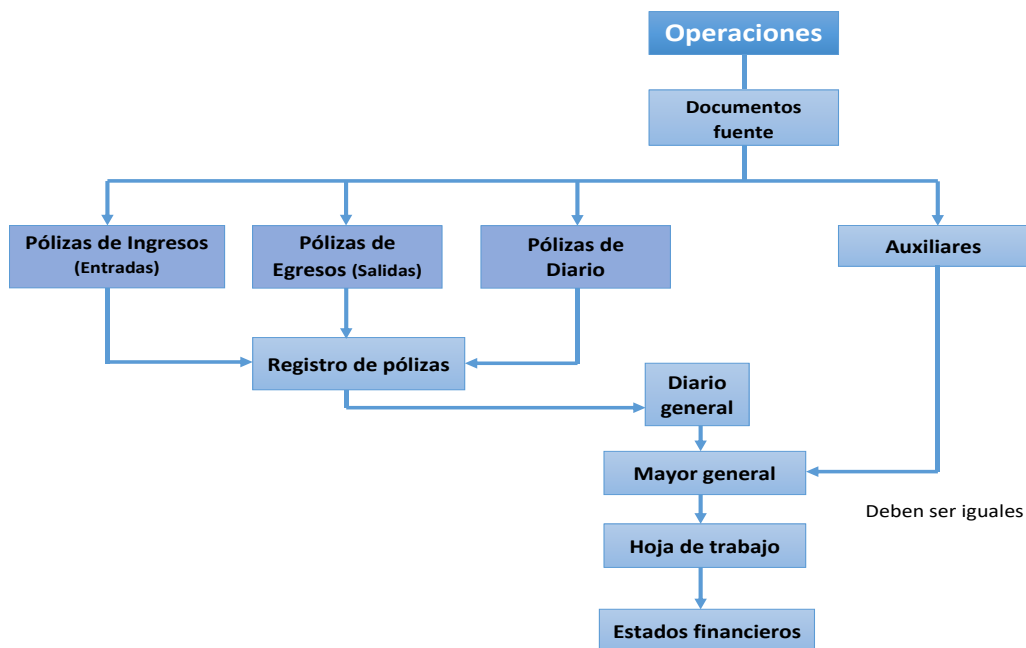 Operaciones
Documentos
fuente
Pólizas de Ingresos
(Entradas)
Pólizas de
Egresos (Salidas)
Pólizas de
Diario
Auxiliares
Registro de pólizas
Diario
general
Mayor general
Deben ser iguales
Hoja de trabajo
Estados financieros